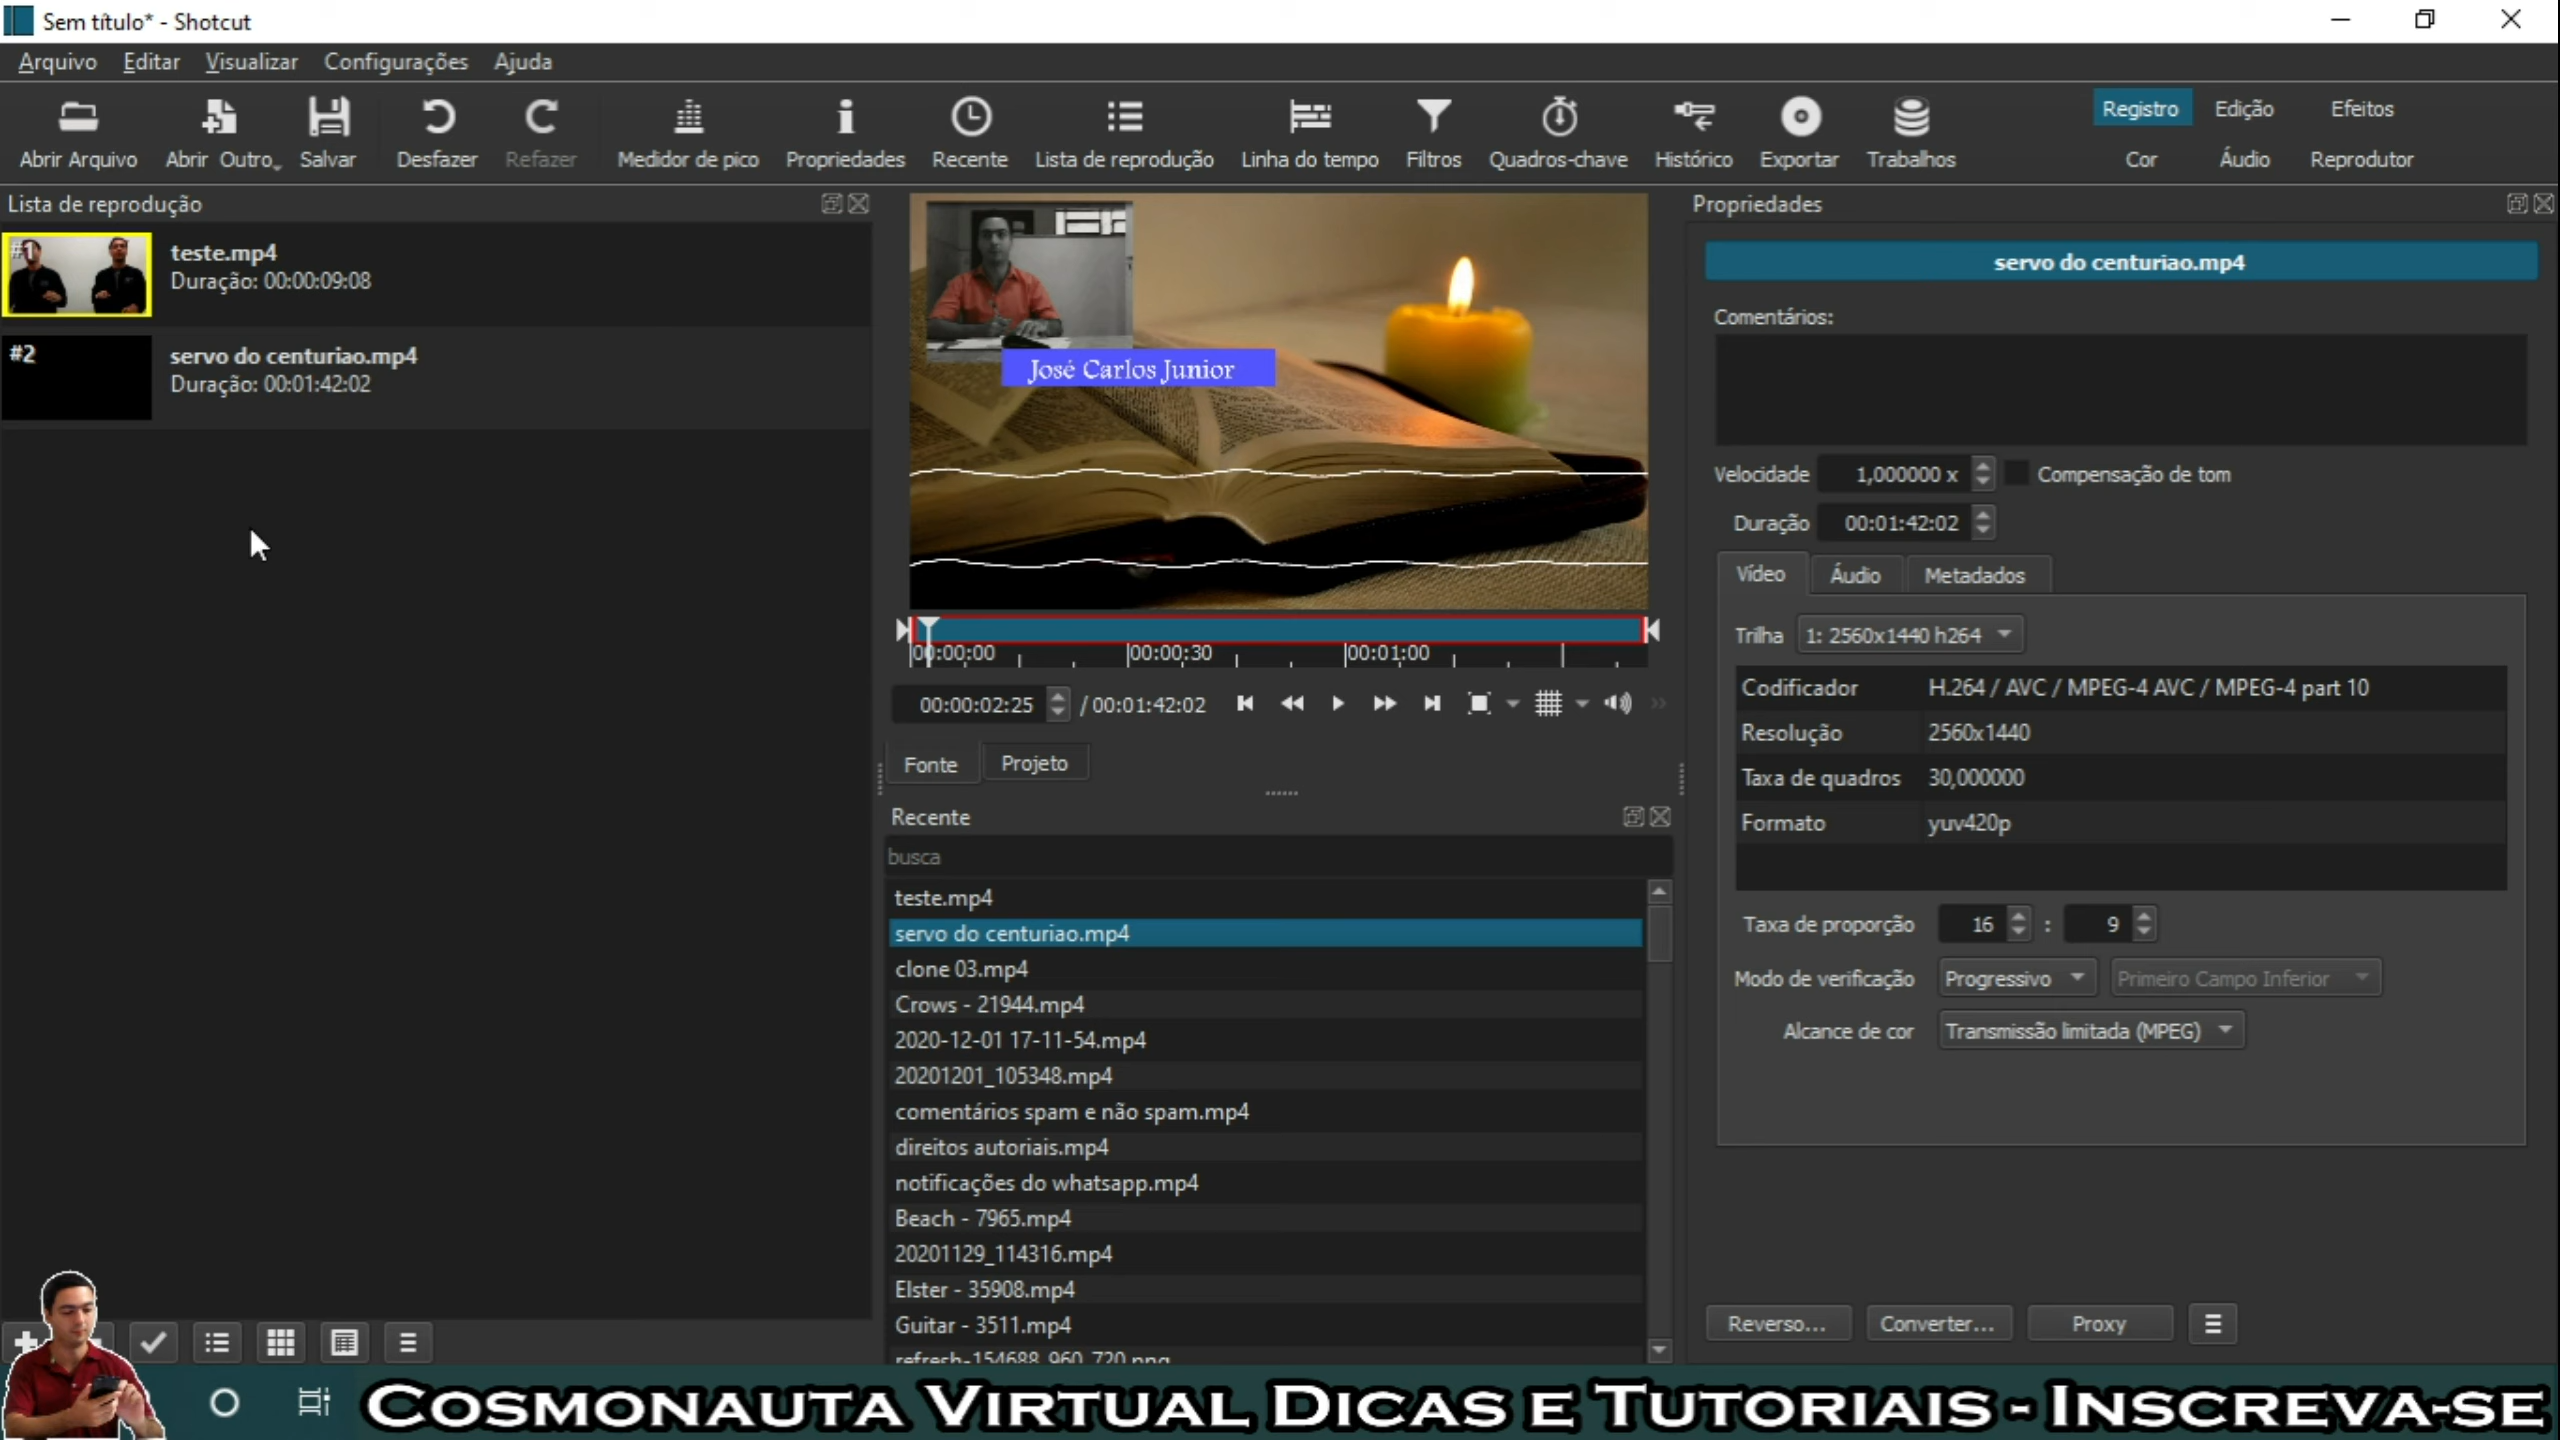 Sem título* - Shotcut
Arquivo Editar Visualizar Configurações Ajuda
Abrir Arquivo Abrir Outro Salvar Desfazer Refazer Medidor de pico Propriedades Recente Lista de reprodução Linha do tempo Filtros Quadros-chave Histórico Exportar Trabalhos
Registro Edição Efeitos
Cor Áudio Reprodutor
Lista de reprodução
#1
teste.mp4
Duração: 00:00:09:08
#2
servo do centuriao.mp4
Duração: 00:01:42:02
José Carlos Junior
00:00:00 00:00:30 00:01:00
00:00:02:25 / 00:01:42:02
Fonte Projeto
Recente
busca
teste.mp4
servo do centuriao.mp4
clone 03.mp4
Crows - 21944.mp4
2020-12-01 17-11-54.mp4
20201201_105348.mp4
comentários spam e não spam.mp4
direitos autoriais.mp4
notificações do whatsapp.mp4
Beach - 7965.mp4
20201129_114316.mp4
Elster - 35908.mp4
Guitar - 3511.mp4
refresh-154688_960_720.png
Propriedades
servo do centuriao.mp4
Comentários:
Velocidade 1,000000 x Compensação de tom
Duração 00:01:42:02
Vídeo Áudio Metadados
Trilha 1: 2560x1440 h264
Codificador H.264 / AVC / MPEG-4 AVC / MPEG-4 part 10
Resolução 2560x1440
Taxa de quadros 30,000000
Formato yuv420p
Taxa de proporção 16 : 9
Modo de verificação Progressivo Primeiro Campo Inferior
Alcance de cor Transmissão limitada (MPEG)
Reverso... Converter... Proxy
Cosmonauta Virtual Dicas e Tutoriais - Inscreva-se